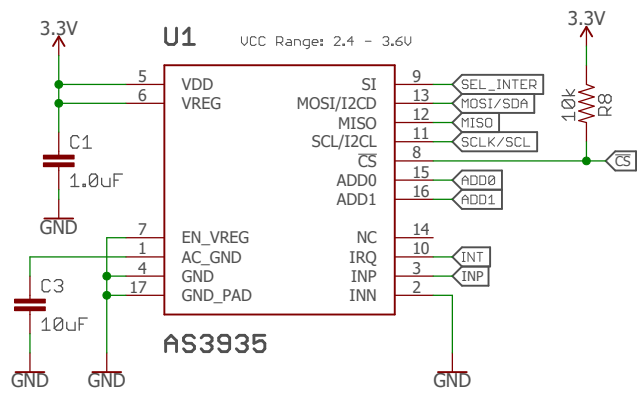 3.3V
U1
VCC Range: 2.4 - 3.6V
3.3V
5 VDD
SI 9 SEL_INTER
6 VREG
MOSI/I2CD 13 MOSI/SDA
MISO 12 MISO
SCL/I2CL 11 SCLK/SCL
10k
R8
C1
1.0uF
CS 8
CS
ADD0 15 ADD0
ADD1 16 ADD1
GND
7 EN_VREG
NC 14
1 AC_GND
IRQ 10 INT
4 GND
INP 3 INP
17 GND_PAD
INN 2
C3
10uF
AS3935
GND
GND
GND